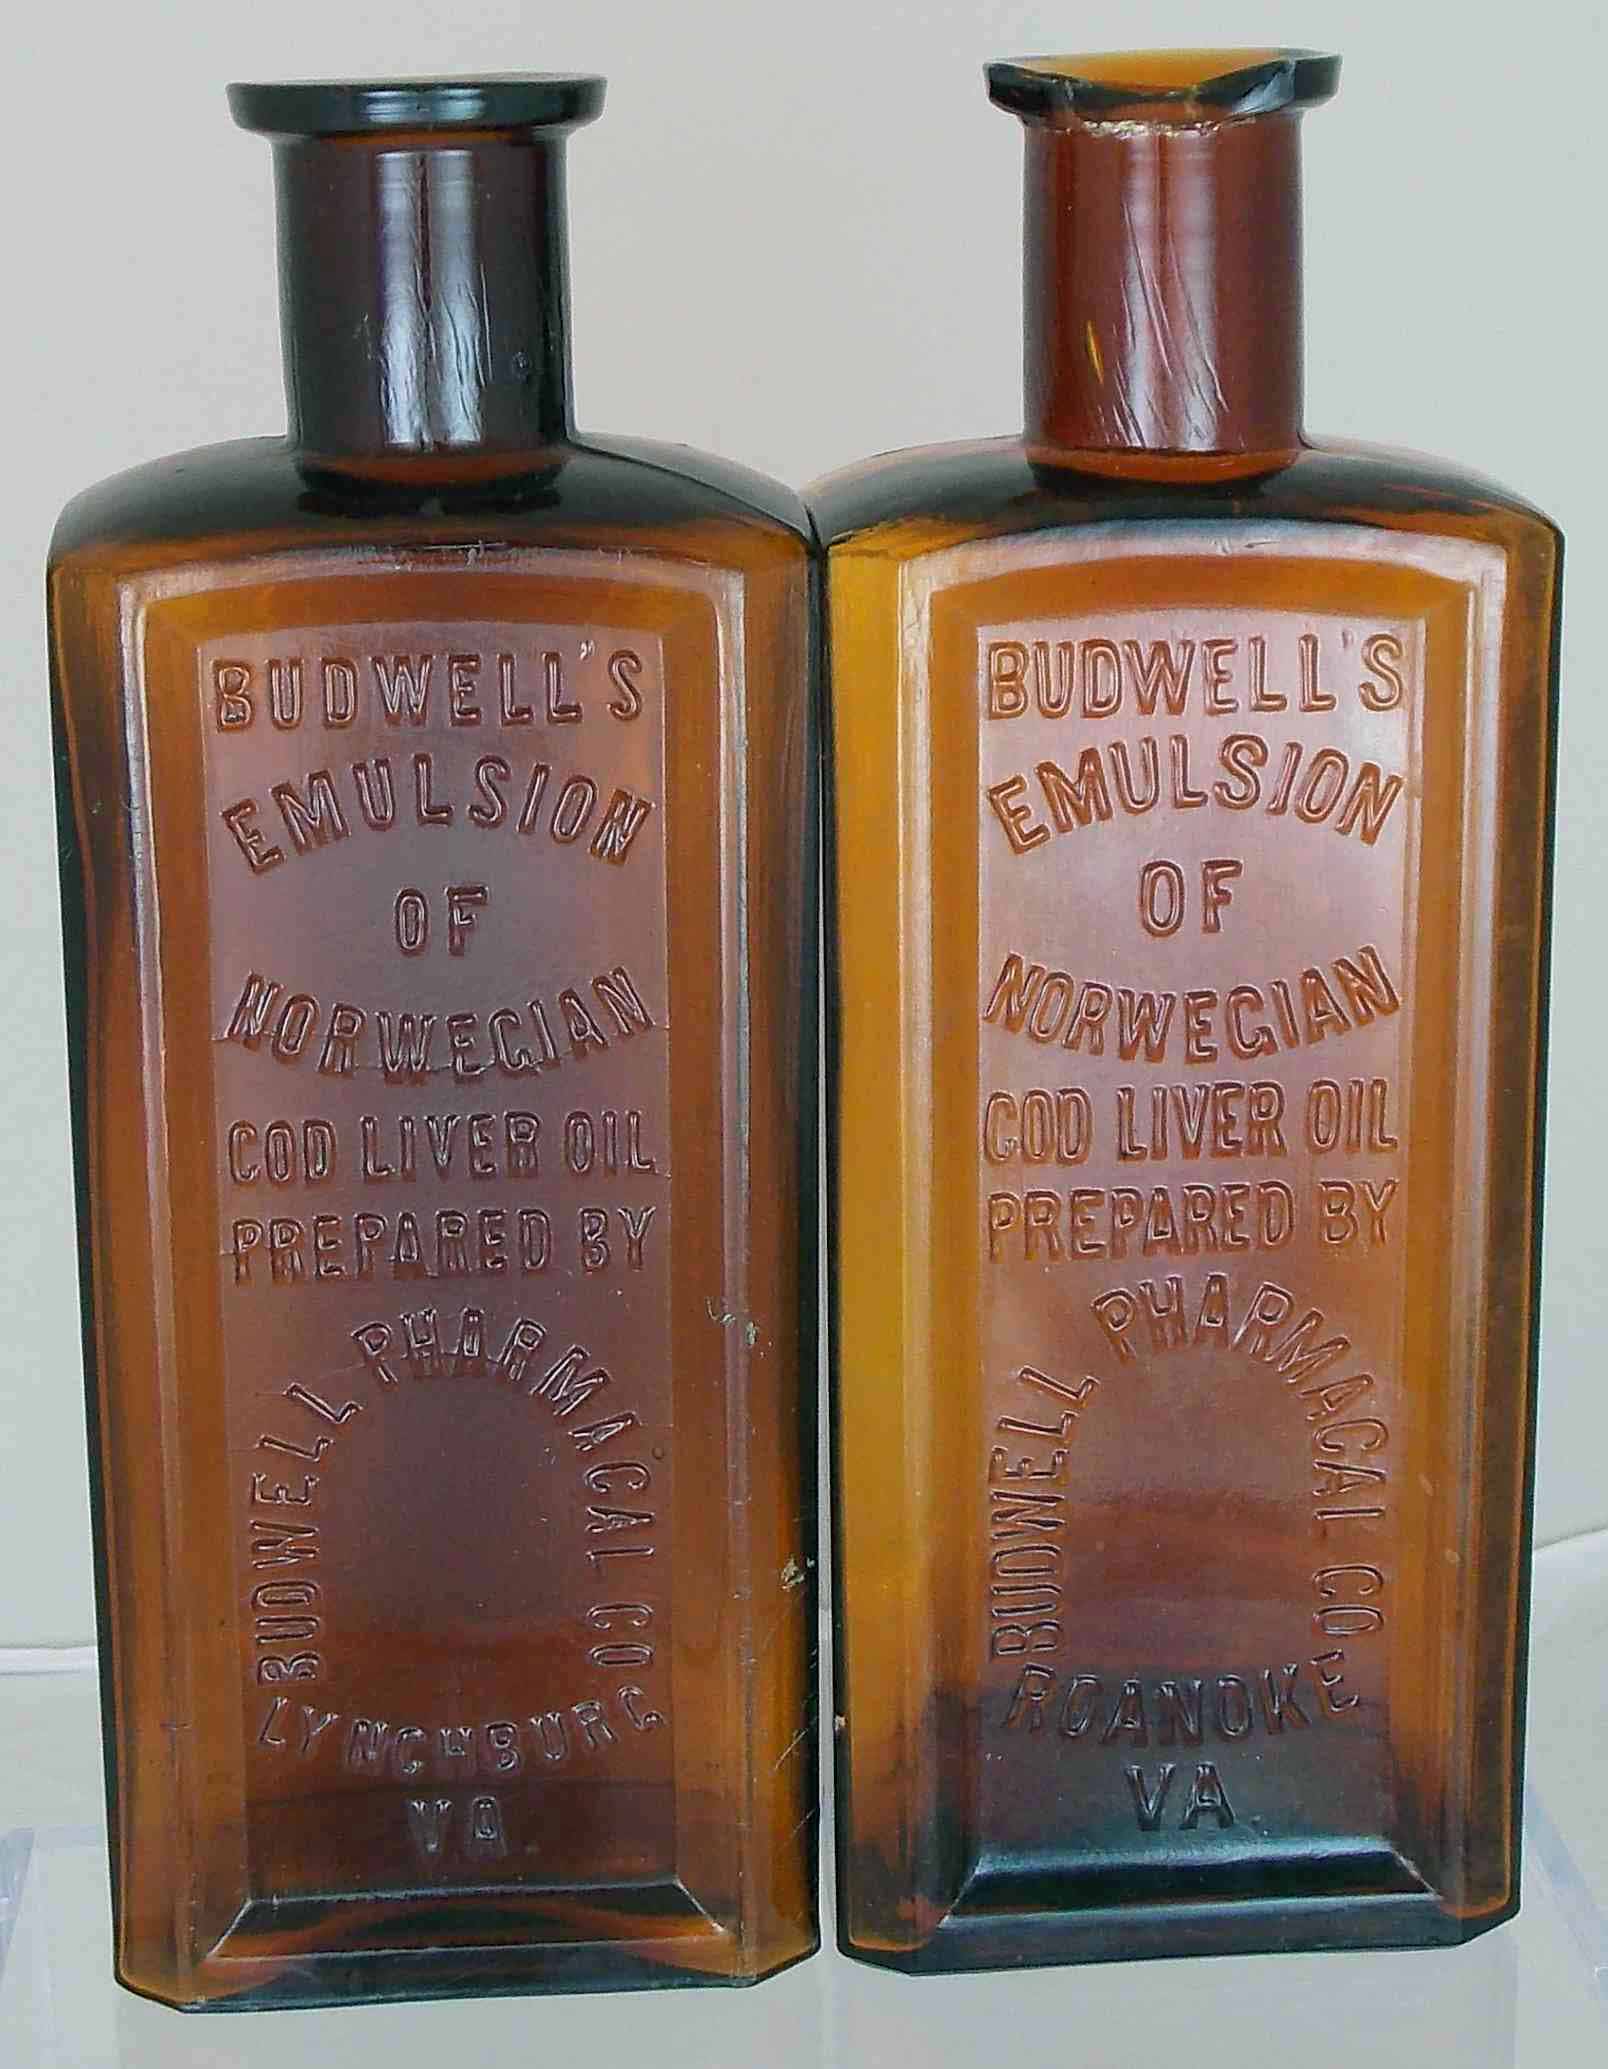 BUDWELL'S
EMULSION
OF
NORWEGIAN
COD LIVER OIL
PREPARED BY
BUDWELL PHARMACAL CO
LYNCHBURG
VA.
BUDWELL'S
EMULSION
OF
NORWEGIAN
COD LIVER OIL
PREPARED BY
BUDWELL PHARMACAL CO.
ROANOKE
VA.